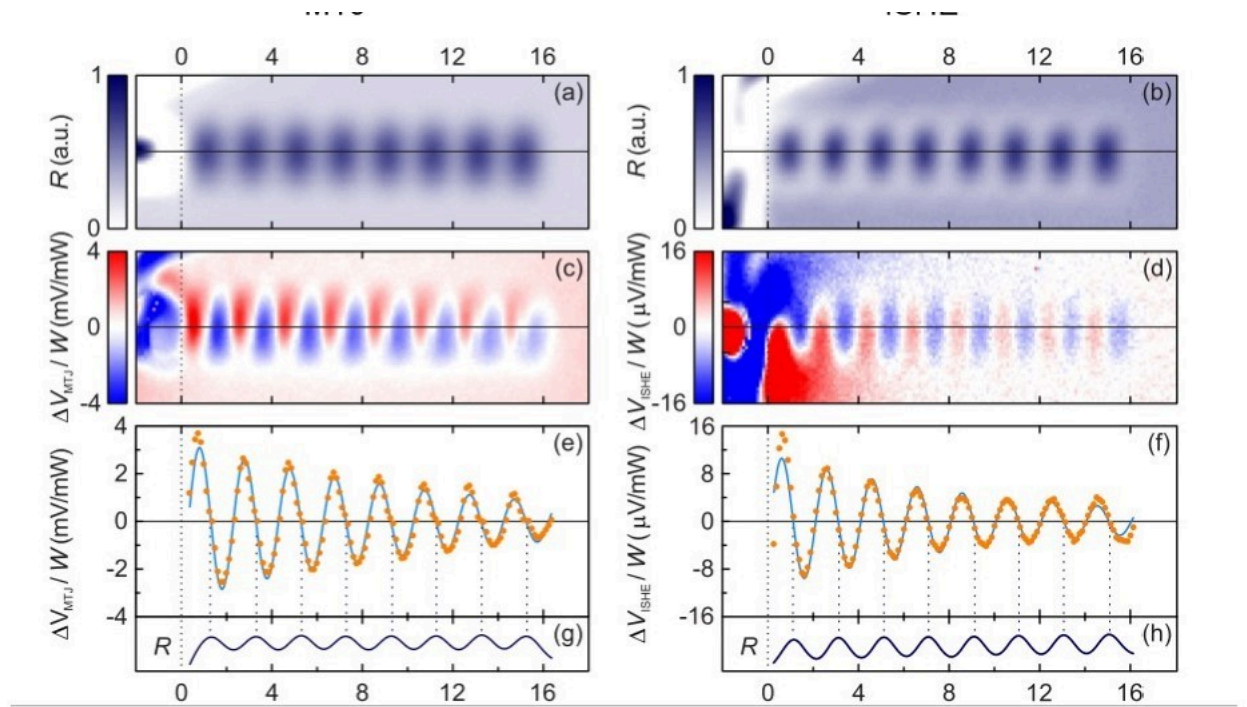 0 4 8 12 16
0 4 8 12 16
1
R (a.u.)
0
(a)
1
R (a.u.)
0
(b)
4
ΔV_MTJ / W (mV/mW)
0
-4
(c)
16
ΔV_ISHE / W (µV/mW)
0
-16
(d)
4
2
0
-2
-4
ΔV_MTJ / W (mV/mW)
(e)
16
8
0
-8
-16
ΔV_ISHE / W (µV/mW)
(f)
R
(g)
R
(h)
0 4 8 12 16
0 4 8 12 16